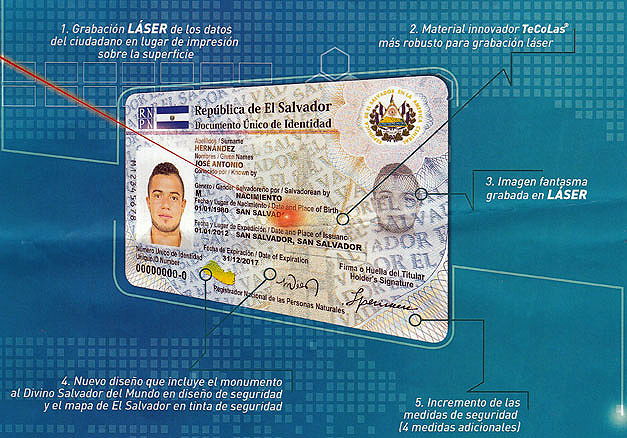 1. Grabación LÁSER de los datos
del ciudadano en lugar de impresión
sobre la superficie
2. Material innovador TeCoLas®
más robusto para grabación láser
RN
PN
República de El Salvador
Documento Único de Identidad
Apellidos / Surname
HERNÁNDEZ
Nombres / Given Names
JOSÉ ANTONIO
Conocido por / Known by
Género / Gender Salvadoreño por / Salvadorean by
M NACIMIENTO
Fecha y Lugar de Nacimiento / Date and Place of Birth
01/01/1980 SAN SALVAD
Fecha y Lugar de Expedición / Date and Place of Issuance
01/01/2012 SAN SALVADOR, SAN SALVADOR
Fecha de Expiración / Date of Expiration
31/12/2017
Número Único de Identidad
Unique ID Number
00000000-0
Firma o Huella del Titular
Holder's Signature
Registrador Nacional de las Personas Naturales
Specimen
3. Imagen fantasma
grabada en LÁSER
4. Nuevo diseño que incluye el monumento
al Divino Salvador del Mundo en diseño de seguridad
y el mapa de El Salvador en tinta de seguridad
5. Incremento de las
medidas de seguridad
(4 medidas adicionales)